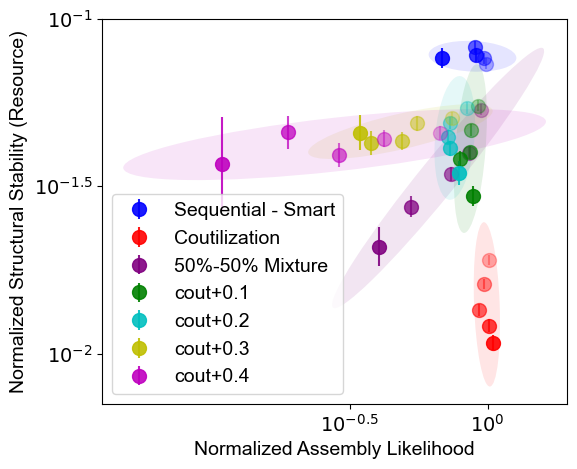 10^−1
10^−1.5
10^−2
Normalized Structural Stability (Resource)
Sequential - Smart
Coutilization
50%-50% Mixture
cout+0.1
cout+0.2
cout+0.3
cout+0.4
10^−0.5
10^0
Normalized Assembly Likelihood